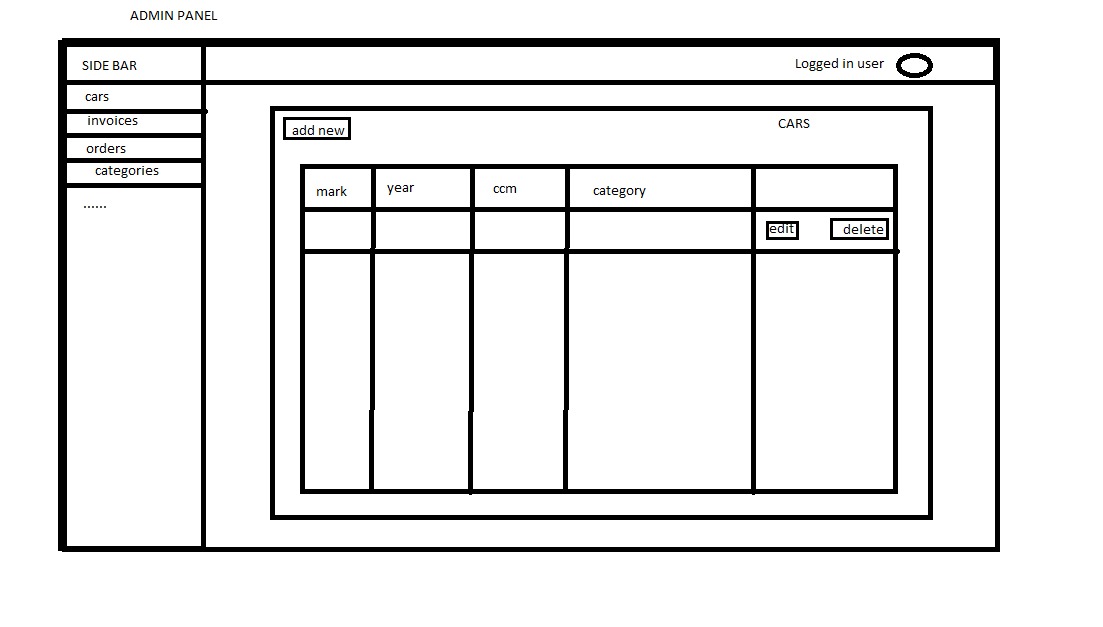 ADMIN PANEL
SIDE BAR
Logged in user
cars
invoices
orders
categories
......
add new
CARS
mark
year
ccm
category
edit
delete